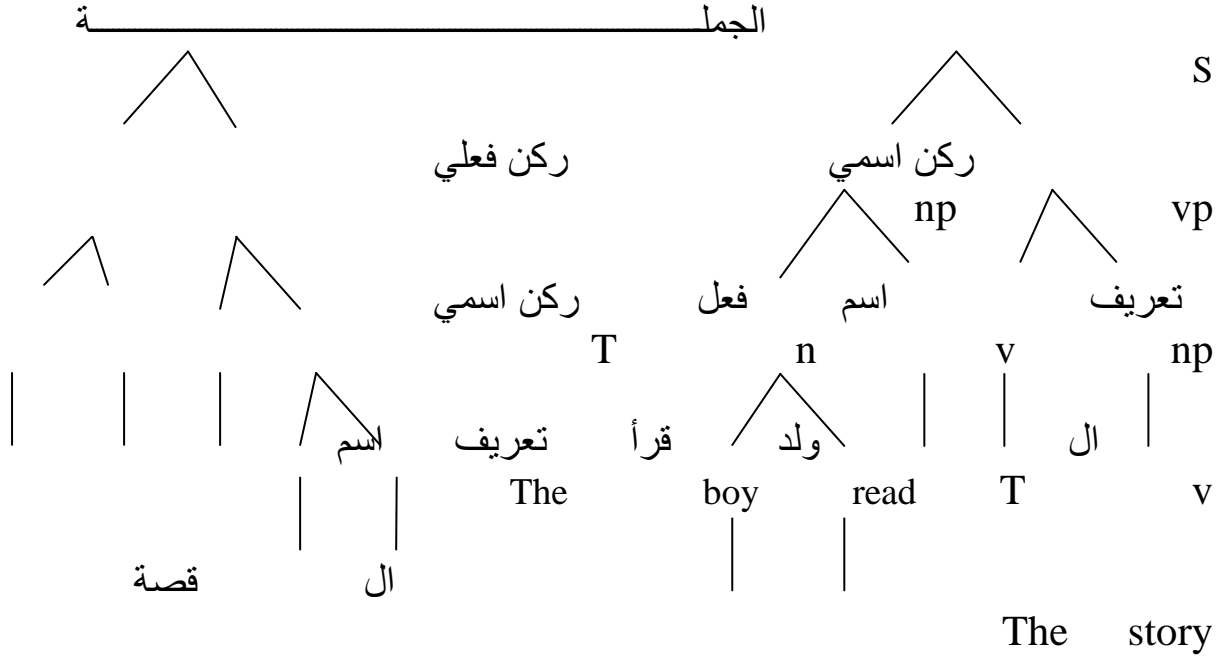 الجملــــــــــــــــــــــــــــــــــــــــــــــــــــــــــــة
S
ركن اسمي ركن فعلي
np vp
تعريف اسم فعل ركن اسمي
T n v np
ال ولد قرأ تعريف اسم
The boy read T v
ال قصة
The story